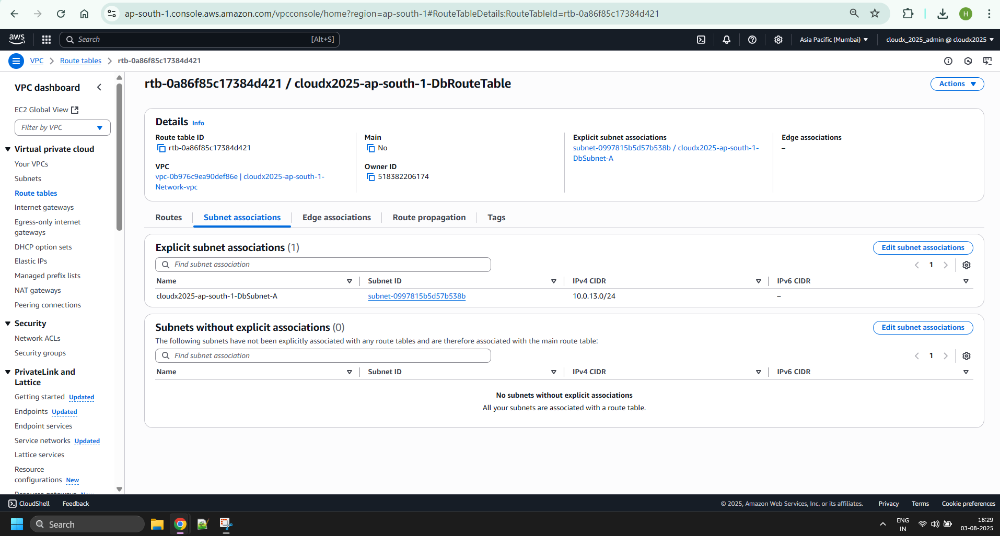 ap-south-1.console.aws.amazon.com/vpcconsole/home?region=ap-south-1#RouteTableDetails:RouteTableId=rtb-0a86f85c17384d421
H
aws
Search [Alt+S]
Asia Pacific (Mumbai)
cloudx_2025_admin @ cloudx2025
VPC
Route tables
rtb-0a86f85c17384d421
VPC dashboard
EC2 Global View
Filter by VPC
Virtual private cloud
Your VPCs
Subnets
Route tables
Internet gateways
Egress-only internet
gateways
DHCP option sets
Elastic IPs
Managed prefix lists
NAT gateways
Peering connections
Security
Network ACLs
Security groups
PrivateLink and
Lattice
Getting started Updated
Endpoints Updated
Endpoint services
Service networks Updated
Lattice services
Resource
configurations New
Resource gateways New
rtb-0a86f85c17384d421 / cloudx2025-ap-south-1-DbRouteTable
Actions
Details Info
Route table ID
rtb-0a86f85c17384d421
VPC
vpc-0b976c9ea90def86e | cloudx2025-ap-south-1-
Network-vpc
Main
No
Owner ID
518382206174
Explicit subnet associations
subnet-0997815b5d57b538b / cloudx2025-ap-south-1-
DbSubnet-A
Edge associations
–
Routes
Subnet associations
Edge associations
Route propagation
Tags
Explicit subnet associations (1)
Edit subnet associations
Find subnet association
1
Name Subnet ID IPv4 CIDR IPv6 CIDR
cloudx2025-ap-south-1-DbSubnet-A subnet-0997815b5d57b538b 10.0.13.0/24 –
Subnets without explicit associations (0)
Edit subnet associations
The following subnets have not been explicitly associated with any route tables and are therefore associated with the main route table:
Find subnet association
1
Name Subnet ID IPv4 CIDR IPv6 CIDR
No subnets without explicit associations
All your subnets are associated with a route table.
CloudShell
Feedback
© 2025, Amazon Web Services, Inc. or its affiliates.
Privacy
Terms
Cookie preferences
Search
ENG
IN
18:29
03-08-2025